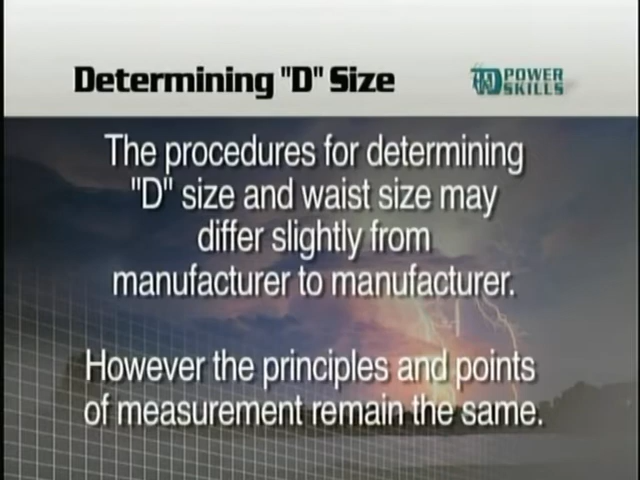 Determining "D" Size
T&D POWER
SKILLS
The procedures for determining
"D" size and waist size may
differ slightly from
manufacturer to manufacturer.
However the principles and points
of measurement remain the same.